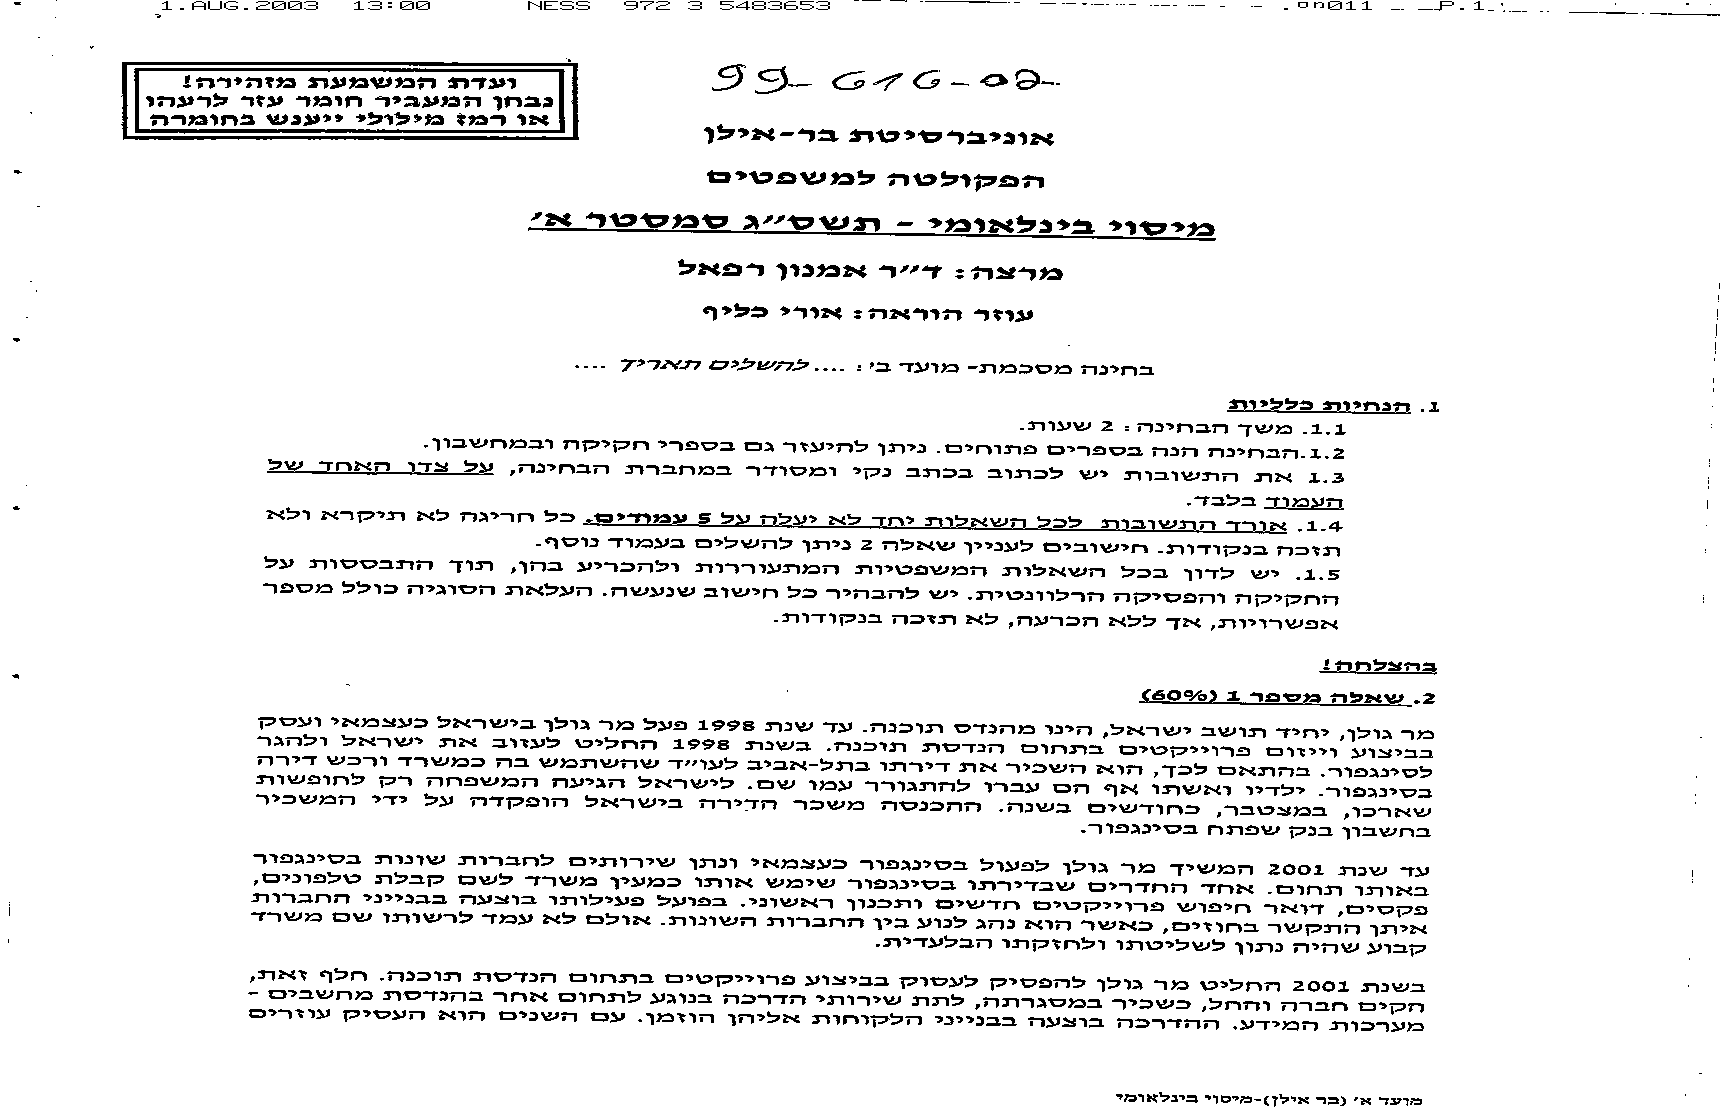 1.AUG.2003 13:00 NESS 972 3 5483653 P.1
ועדת המשמעת מזהירה!
נבחן המעביר חומר עזר לרעהו
או רמז מילולי ייענש בחומרה
99-616-02
אוניברסיטת בר-אילן
הפקולטה למשפטים
מיסוי בינלאומי - תשס״ג סמסטר א׳
מרצה: ד״ר אמנון רפאל
עוזר הוראה: אורי כליף
בחינה מסכמת- מועד ב׳: .... להשלים תאריך ....
1. הנחיות כלליות
1.1. משך הבחינה: 2 שעות.
1.2.הבחינה הנה בספרים פתוחים. ניתן להיעזר גם בספרי חקיקה ובמחשבון.
1.3 את התשובות יש לכתוב בכתב נקי ומסודר במחברת הבחינה, על צדו האחד של
העמוד בלבד.
1.4. אורך התשובות לכל השאלות יחד לא יעלה על 5 עמודים. כל חריגה לא תיקרא ולא
תזכה בנקודות. חישובים לעניין שאלה 2 ניתן להשלים בעמוד נוסף.
1.5. יש לדון בכל השאלות המשפטיות המתעוררות ולהכריע בהן, תוך התבססות על
החקיקה והפסיקה הרלוונטית. יש להבהיר כל חישוב שנעשה. העלאת הסוגיה כולל מספר
אפשרויות, אך ללא הכרעה, לא תזכה בנקודות.
בהצלחה!
2. שאלה מספר 1 (60%)
מר גולן, יחיד תושב ישראל, הינו מהנדס תוכנה. עד שנת 1998 פעל מר גולן בישראל כעצמאי ועסק
בביצוע וייזום פרוייקטים בתחום הנדסת תוכנה. בשנת 1998 החליט לעזוב את ישראל ולהגר
לסינגפור. בהתאם לכך, הוא השכיר את דירתו בתל-אביב לעו״ד שהשתמש בה כמשרד ורכש דירה
בסינגפור. ילדיו ואשתו אף הם עברו להתגורר עמו שם. לישראל הגיעה המשפחה רק לחופשות
שארכו, במצטבר, כחודשים בשנה. ההכנסה משכר הדירה בישראל הופקדה על ידי המשכיר
בחשבון בנק שפתח בסינגפור.
עד שנת 2001 המשיך מר גולן לפעול בסינגפור כעצמאי ונתן שירותים לחברות שונות בסינגפור
באותו תחום. אחד החדרים שבדירתו בסינגפור שימש אותו כמעין משרד לשם קבלת טלפונים,
פקסים, דואר חיפוש פרוייקטים חדשים ותכנון ראשוני. בפועל פעילותו בוצעה בבנייני החברות
איתן התקשר בחוזים, כאשר הוא נהג לנוע בין החברות השונות. אולם לא עמד לרשותו שם משרד
קבוע שהיה נתון לשליטתו ולחזקתו הבלעדית.
בשנת 2001 החליט מר גולן להפסיק לעסוק בביצוע פרוייקטים בתחום הנדסת תוכנה. חלף זאת,
הקים חברה והחל, כשכיר במסגרתה, לתת שירותי הדרכה בנוגע לתחום אחר בהנדסת מחשבים -
מערכות המידע. ההדרכה בוצעה בבנייני הלקוחות אליהן הוזמן. עם השנים הוא העסיק עוזרים
מועד א׳ (בר אילן)-מיסוי בינלאומי